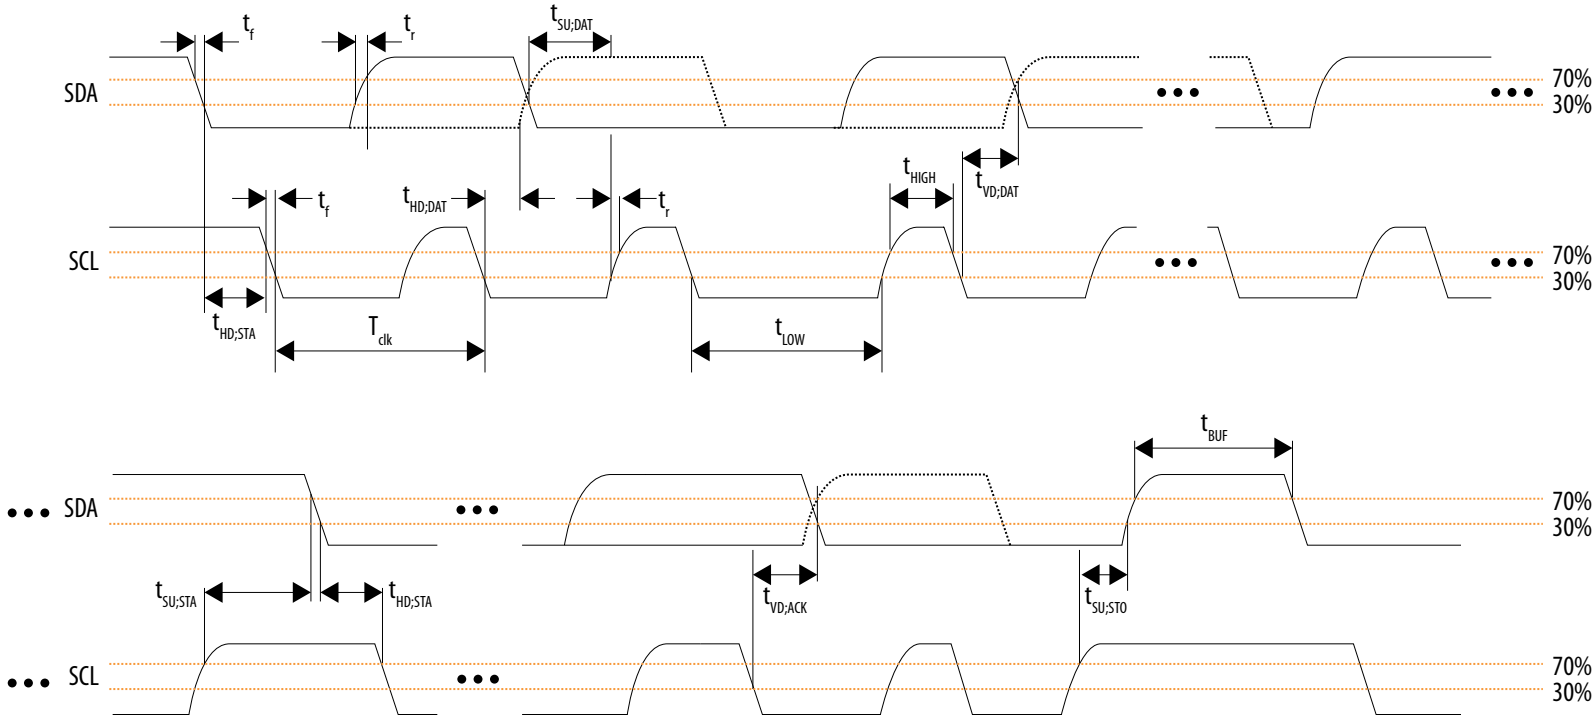 t_f t_r t_SU;DAT
SDA 70%
30%
t_f t_HD;DAT t_r t_HIGH t_VD;DAT
SCL 70%
30%
t_HD;STA T_clk t_LOW
t_BUF
SDA 70%
30%
t_SU;STA t_HD;STA t_VD;ACK t_SU;STO
SCL 70%
30%